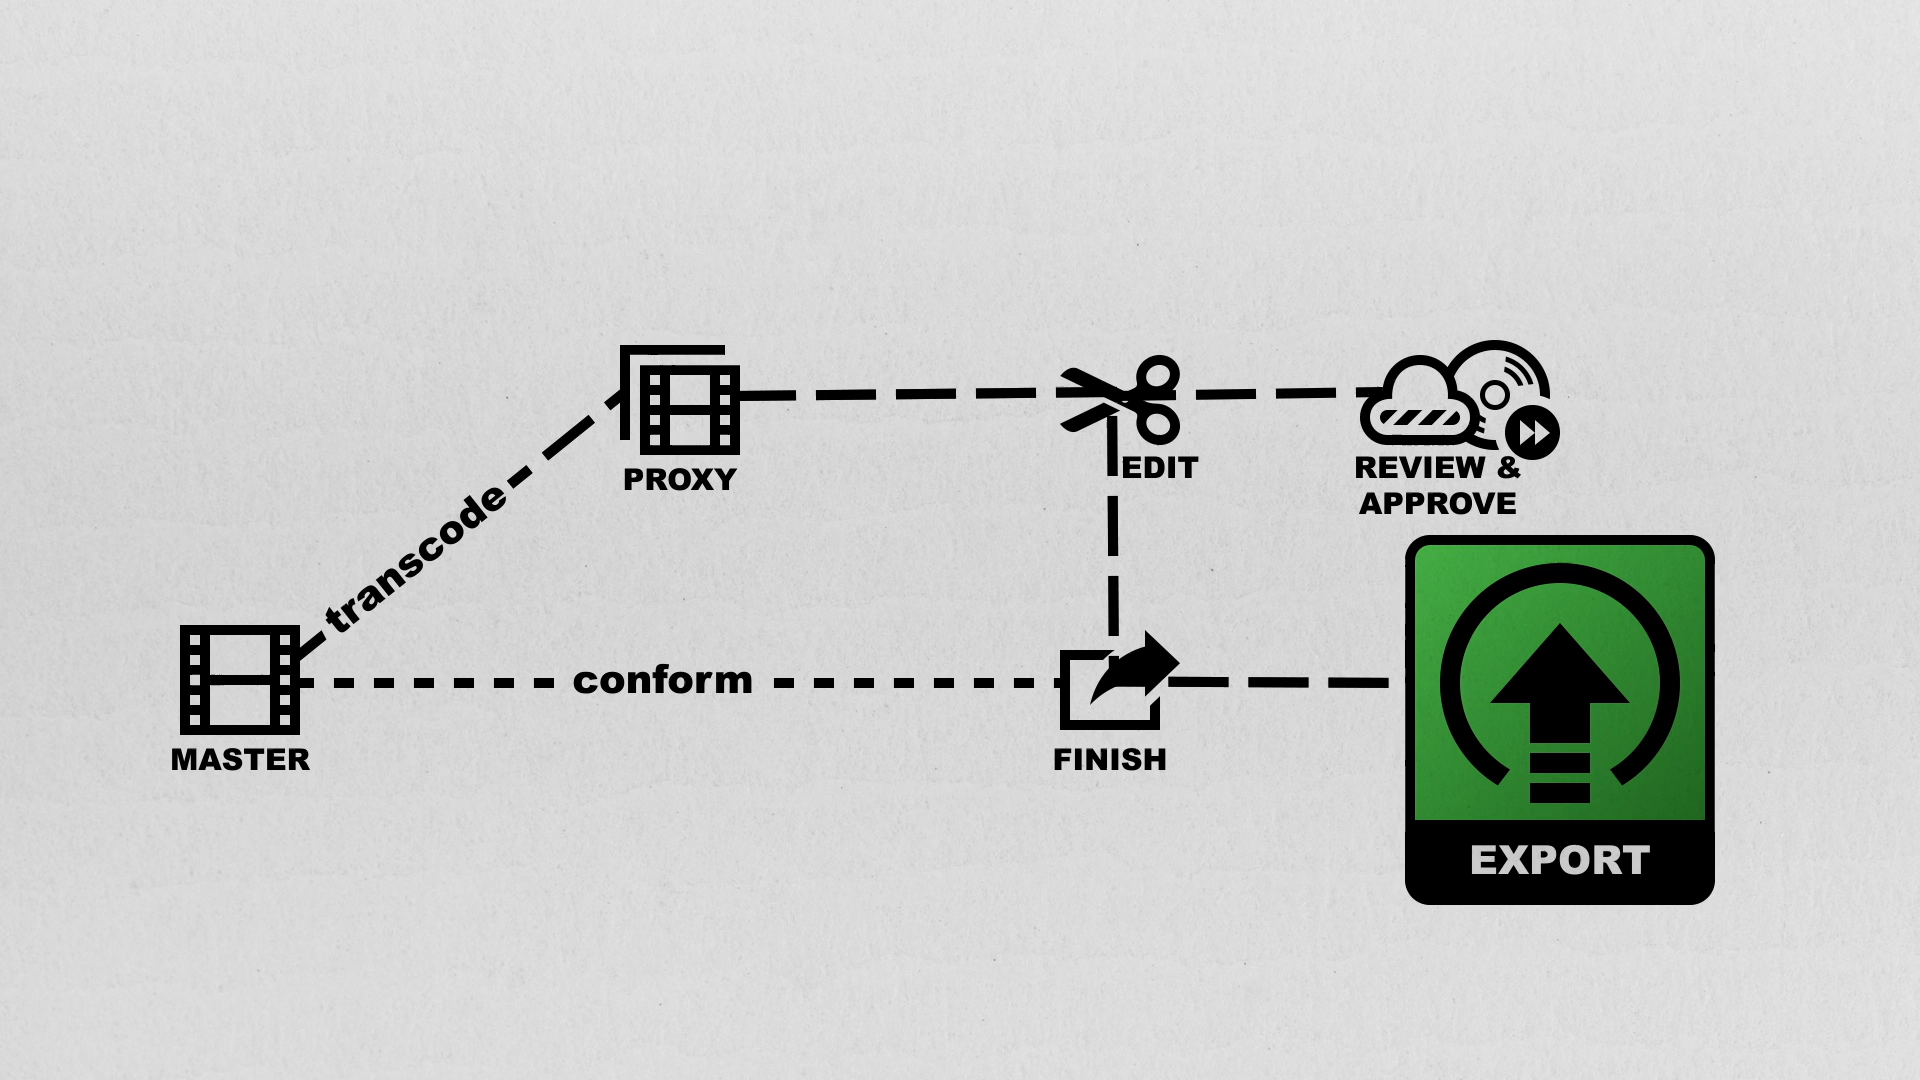 PROXY
EDIT
REVIEW &
APPROVE
transcode
conform
MASTER
FINISH
EXPORT